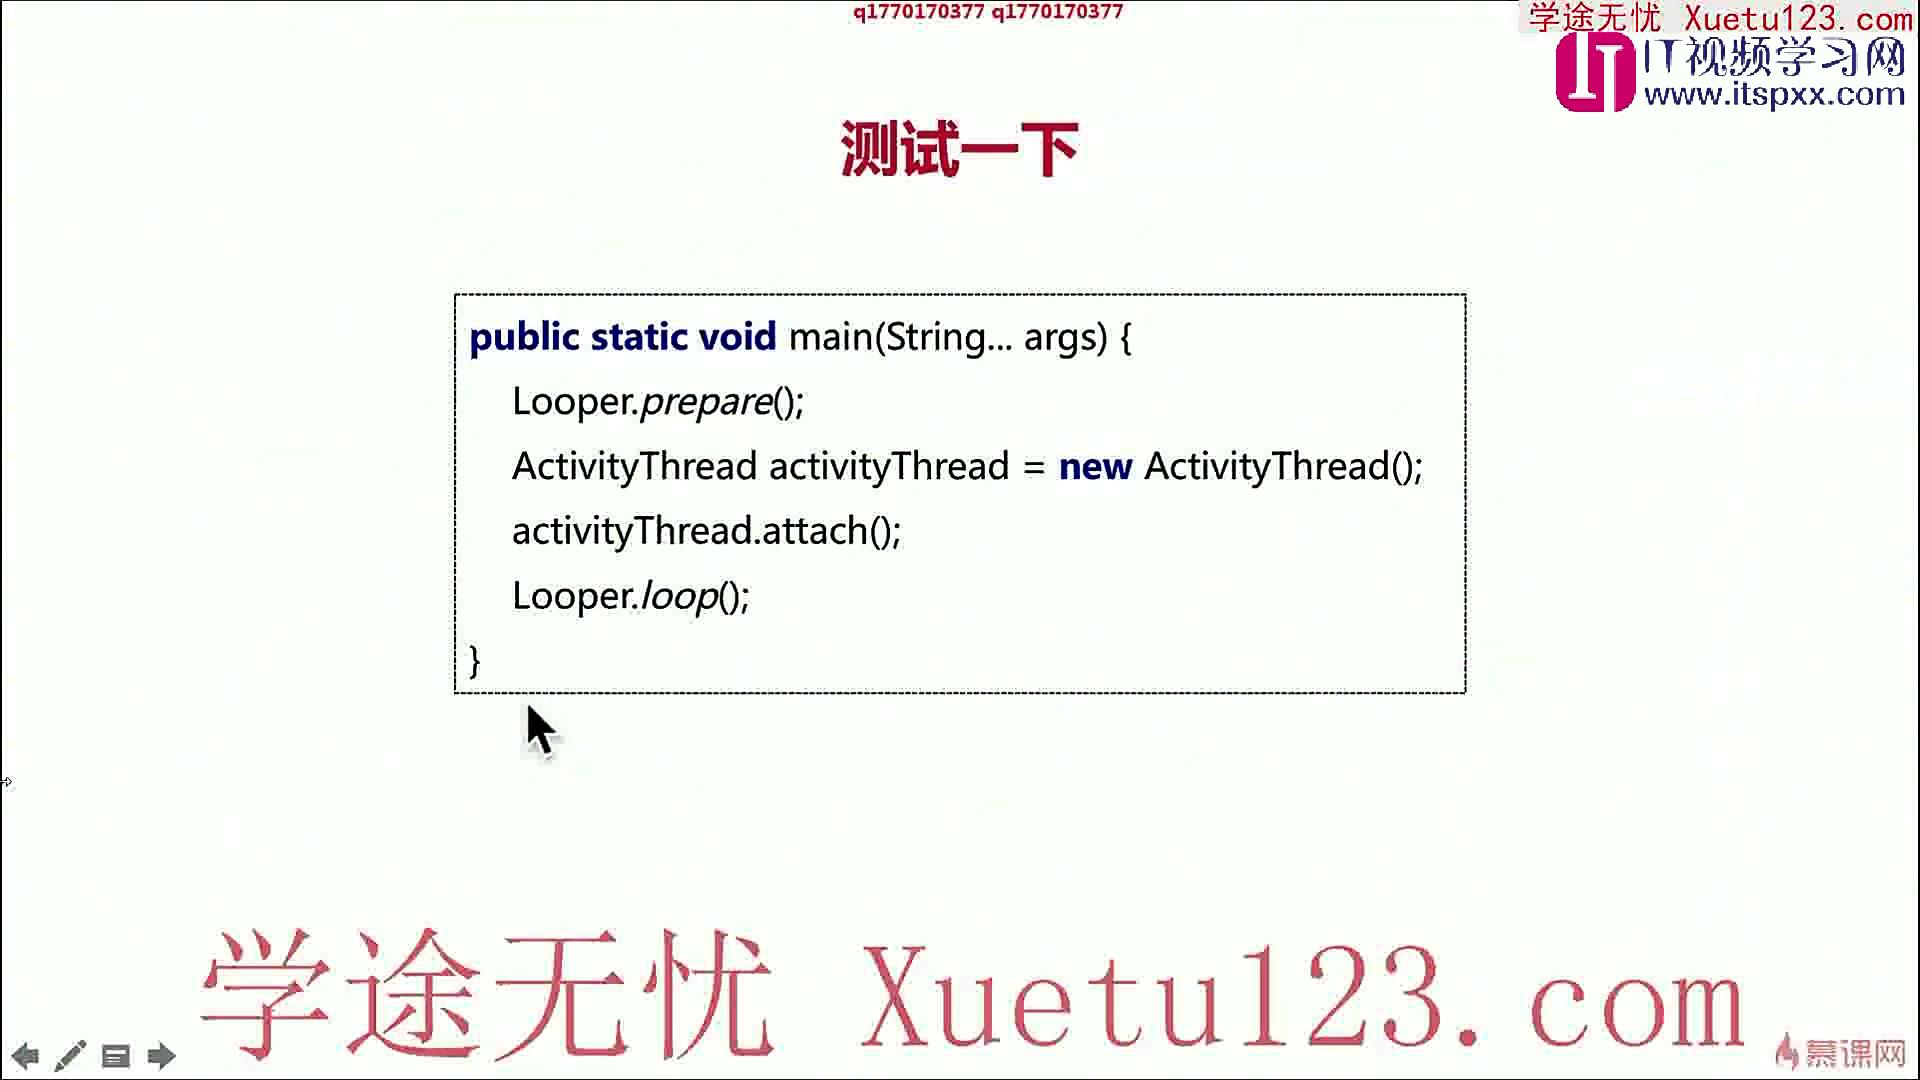 q1770170377 q1770170377
学途无忧 Xuetu123.com
IT视频学习网
www.itspxx.com
测试一下
public static void main(String... args) {
Looper.prepare();
ActivityThread activityThread = new ActivityThread();
activityThread.attach();
Looper.loop();
}
学途无忧 Xuetu123.com
慕课网